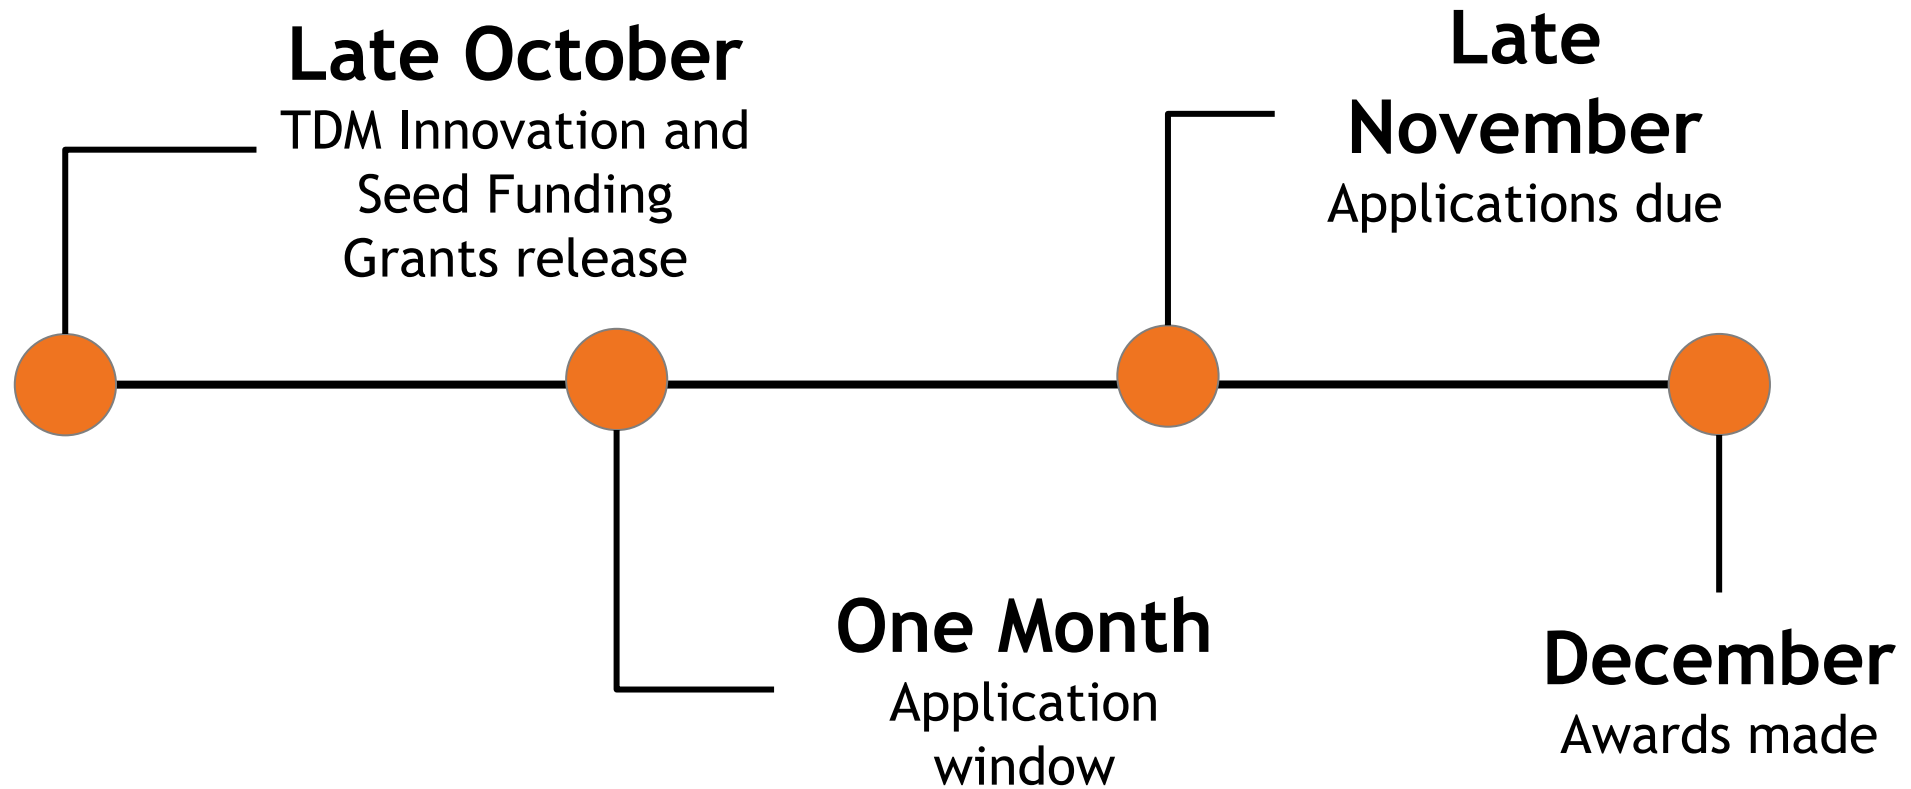 Late October
TDM Innovation and
Seed Funding
Grants release
One Month
Application
window
Late
November
Applications due
December
Awards made